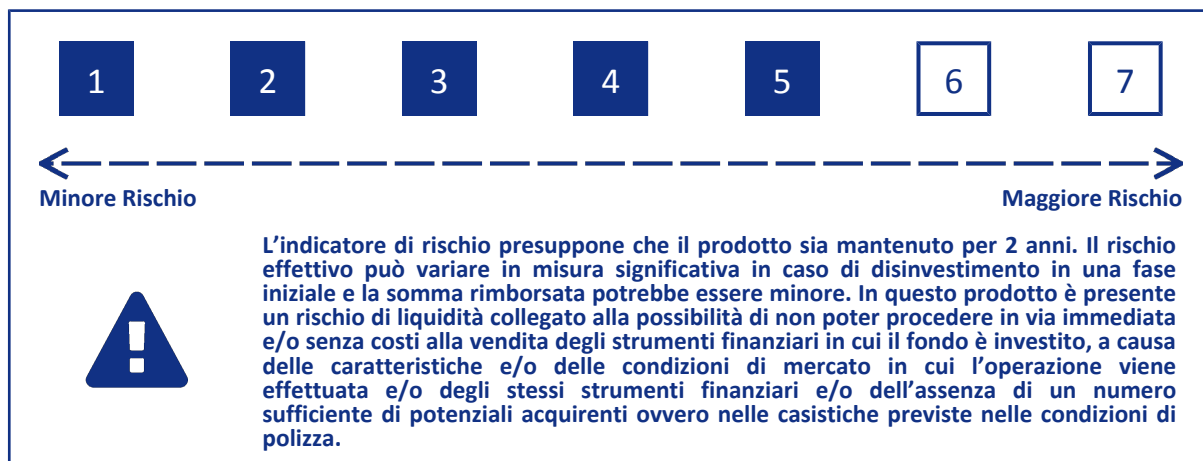 1 2 3 4 5 6 7
Minore Rischio Maggiore Rischio
L’indicatore di rischio presuppone che il prodotto sia mantenuto per 2 anni. Il rischio
effettivo può variare in misura significativa in caso di disinvestimento in una fase
iniziale e la somma rimborsata potrebbe essere minore. In questo prodotto è presente
un rischio di liquidità collegato alla possibilità di non poter procedere in via immediata
e/o senza costi alla vendita degli strumenti finanziari in cui il fondo è investito, a causa
delle caratteristiche e/o delle condizioni di mercato in cui l’operazione viene
effettuata e/o degli stessi strumenti finanziari e/o dell’assenza di un numero
sufficiente di potenziali acquirenti ovvero nelle casistiche previste nelle condizioni di
polizza.